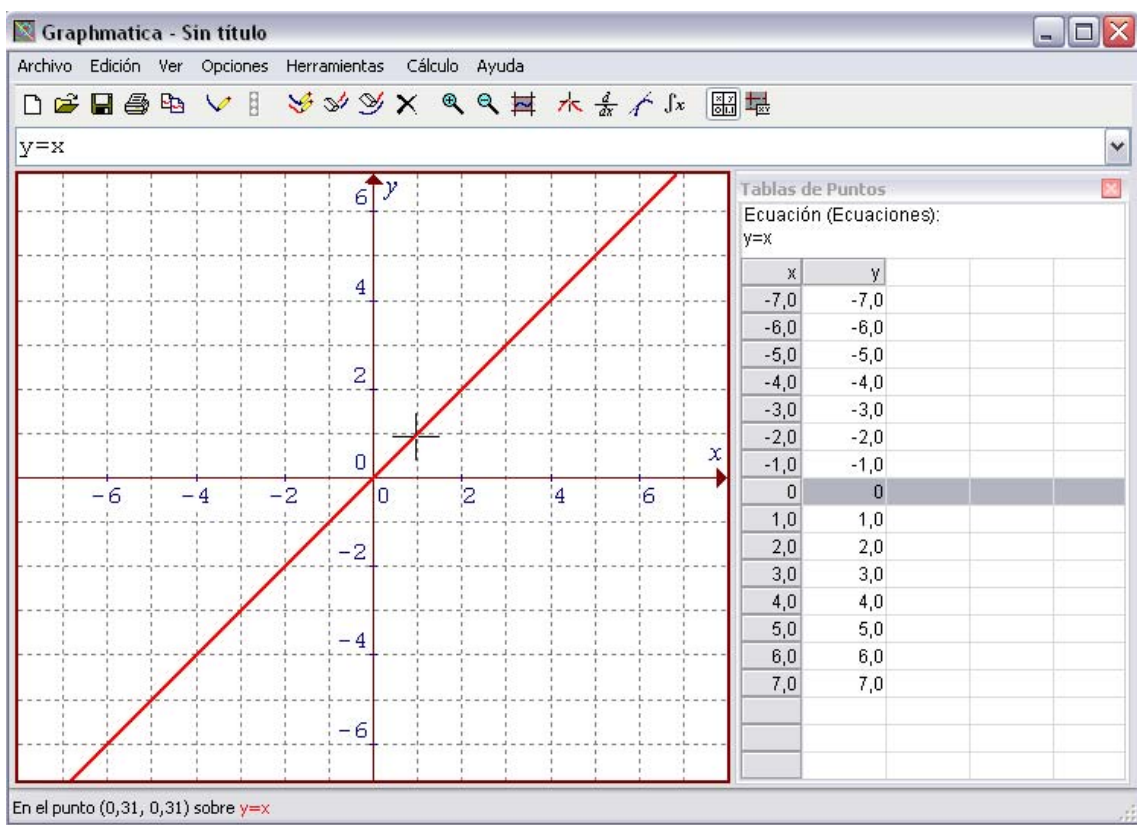 Graphmatica - Sin título
Archivo Edición Ver Opciones Herramientas Cálculo Ayuda
y=x
6 y
4
2
0 x
-6 -4 -2 0 2 4 6
-2
-4
-6
Tablas de Puntos
Ecuación (Ecuaciones):
y=x
x y
-7,0 -7,0
-6,0 -6,0
-5,0 -5,0
-4,0 -4,0
-3,0 -3,0
-2,0 -2,0
-1,0 -1,0
0 0
1,0 1,0
2,0 2,0
3,0 3,0
4,0 4,0
5,0 5,0
6,0 6,0
7,0 7,0
En el punto (0,31, 0,31) sobre y=x